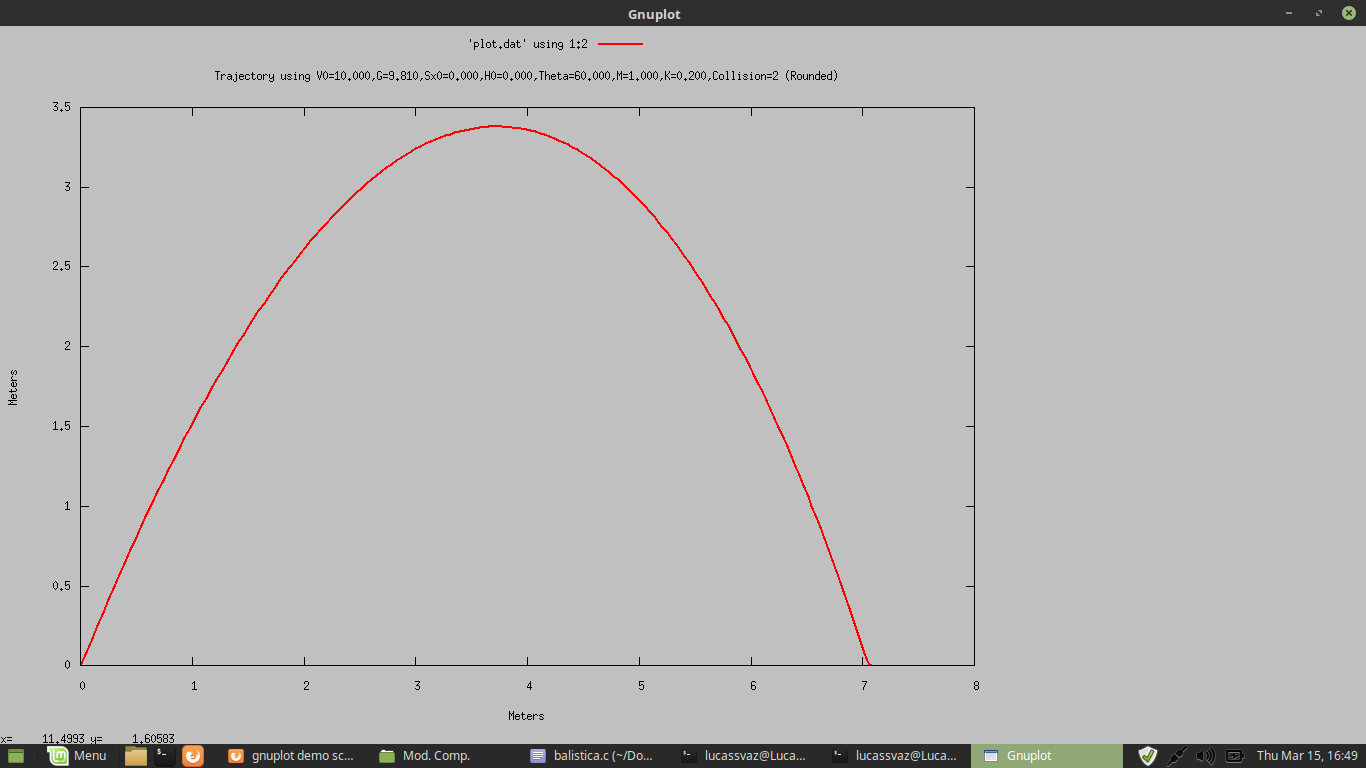 Gnuplot
'plot.dat' using 1:2
Trajectory using V0=10.000,G=9.810,Sx0=0.000,H0=0.000,Theta=60.000,M=1.000,K=0.200,Collision=2 (Rounded)
3.5
3
2.5
2
1.5
1
0.5
0
Meters
0 1 2 3 4 5 6 7 8
Meters
x= 11.4993 y= 1.60583
Menu gnuplot demo sc... Mod. Comp. balistica.c (~/Do... lucassvaz@Luca... lucassvaz@Luca... Gnuplot Thu Mar 15, 16:49